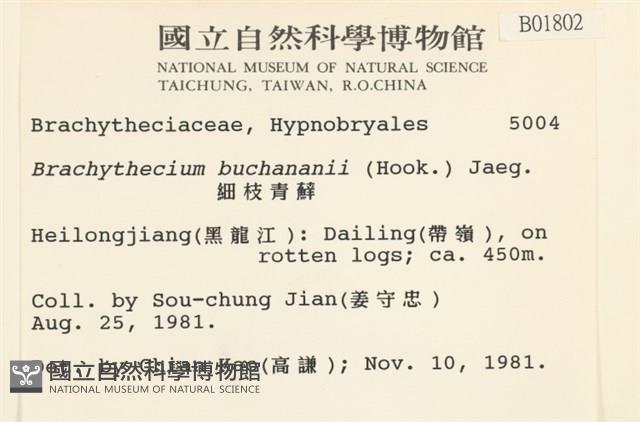 國立自然科學博物館
B01802
NATIONAL MUSEUM OF NATURAL SCIENCE
TAICHUNG, TAIWAN, R.O.CHINA
Brachytheciaceae, Hypnobryales 5004
Brachythecium buchananii (Hook.) Jaeg.
細枝青蘚
Heilongjiang(黑龍江): Dailing(帶嶺), on
rotten logs; ca. 450m.
Coll. by Sou-chung Jian(姜守忠)
Aug. 25, 1981.
by (高謙); Nov. 10, 1981.
國立自然科學博物館
NATIONAL MUSEUM OF NATURAL SCIENCE